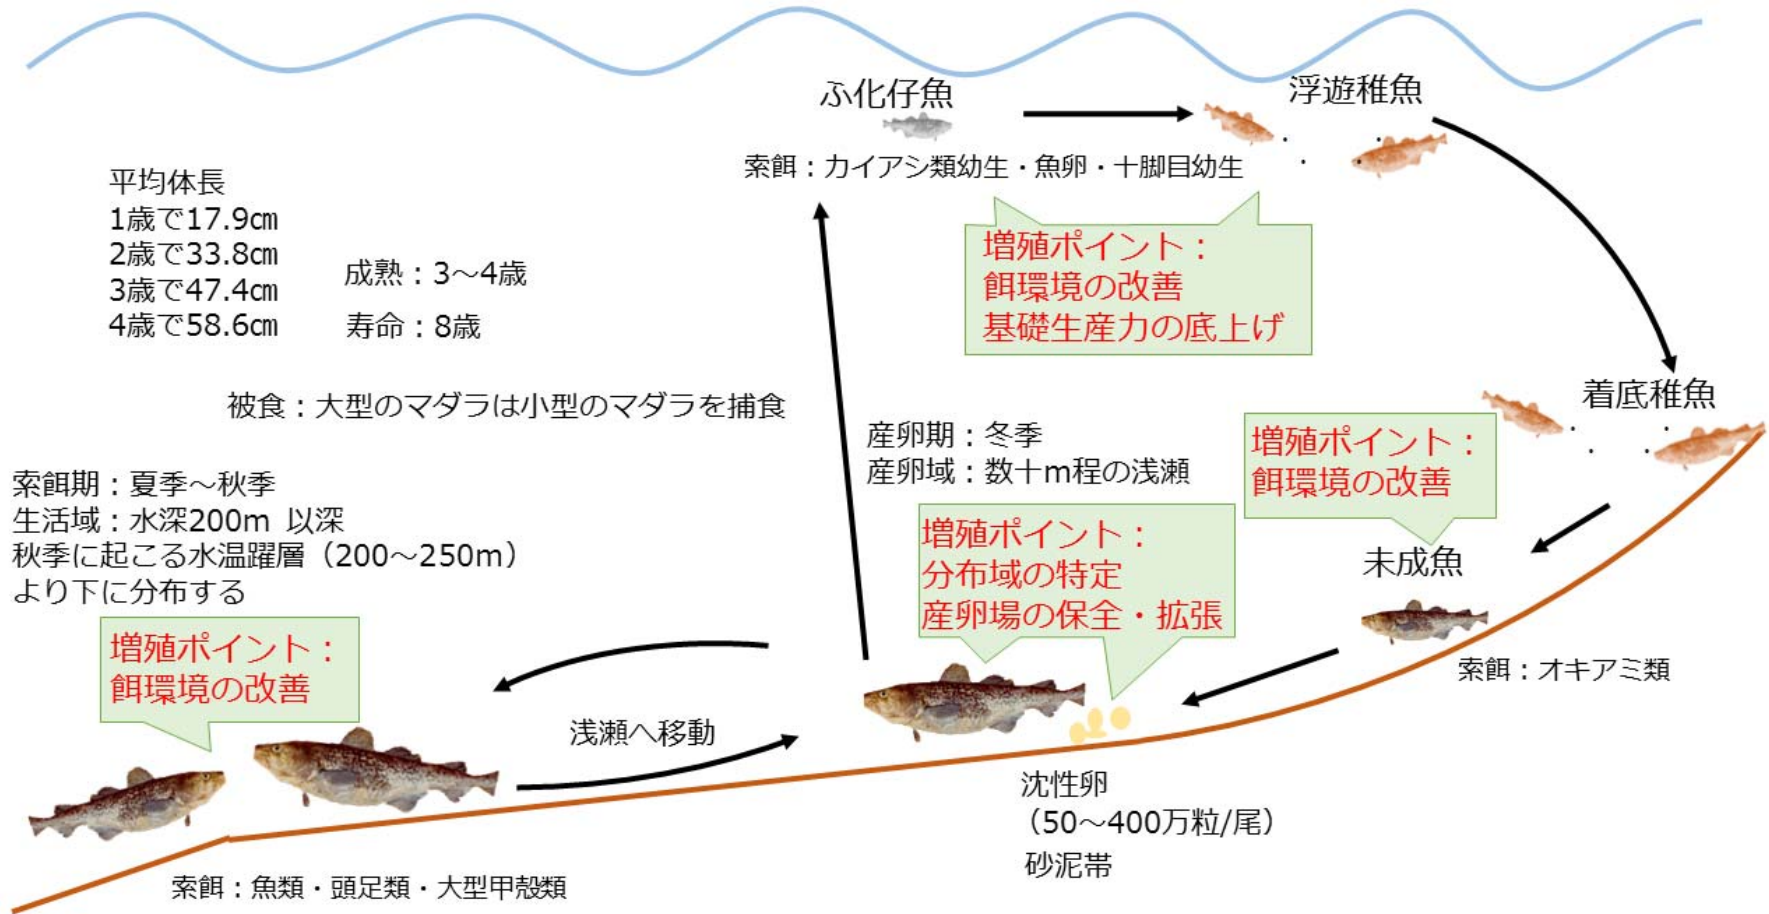 ふ化仔魚
浮遊稚魚
索餌：カイアシ類幼生・魚卵・十脚目幼生
平均体長
1歳で17.9㎝
2歳で33.8㎝
3歳で47.4㎝
4歳で58.6㎝
成熟：3～4歳
寿命：8歳
増殖ポイント：
餌環境の改善
基礎生産力の底上げ
被食：大型のマダラは小型のマダラを捕食
着底稚魚
産卵期：冬季
産卵域：数十m程の浅瀬
増殖ポイント：
餌環境の改善
索餌期：夏季～秋季
生活域：水深200m 以深
秋季に起こる水温躍層（200～250m）
より下に分布する
増殖ポイント：
分布域の特定
産卵場の保全・拡張
未成魚
索餌：オキアミ類
増殖ポイント：
餌環境の改善
浅瀬へ移動
沈性卵
（50～400万粒/尾）
砂泥帯
索餌：魚類・頭足類・大型甲殻類